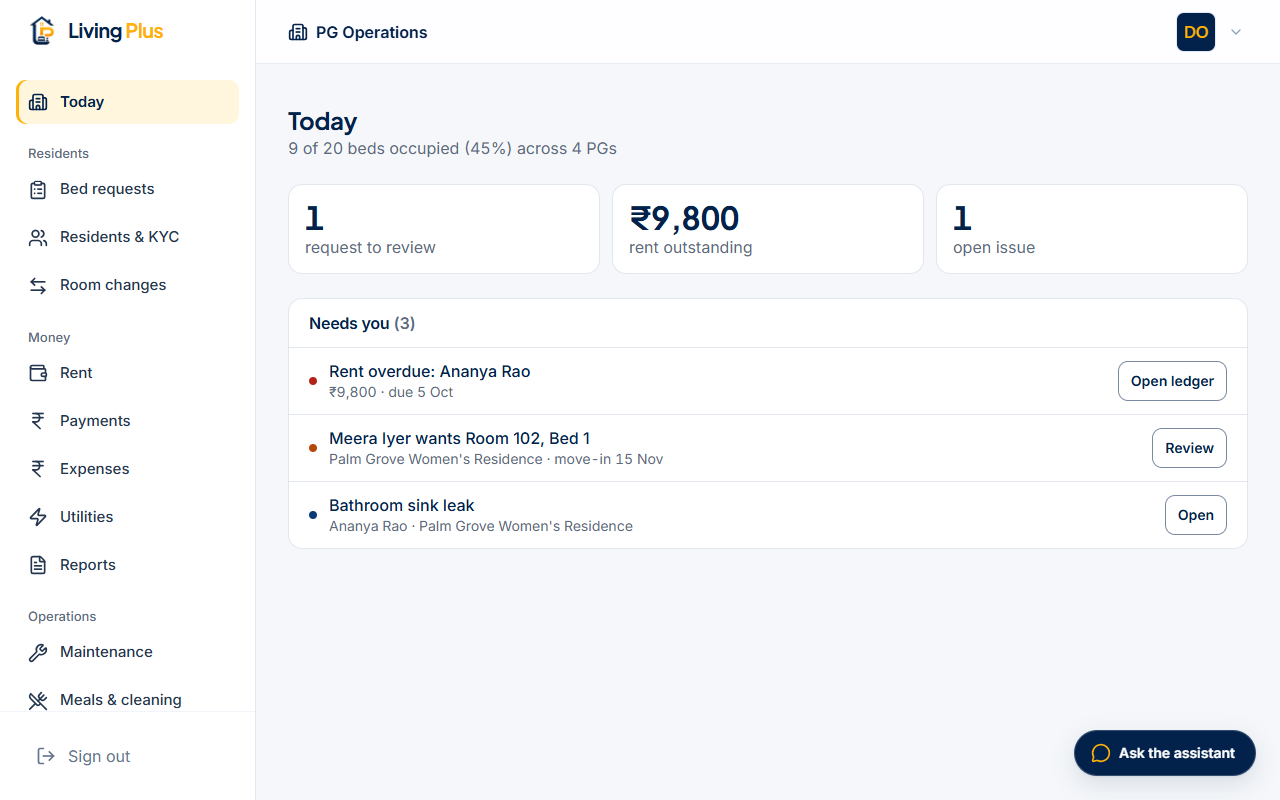 Living Plus
Today
Residents
Bed requests
Residents & KYC
Room changes
Money
Rent
Payments
Expenses
Utilities
Reports
Operations
Maintenance
Meals & cleaning
Sign out
PG Operations
DO
Today
9 of 20 beds occupied (45%) across 4 PGs
1
request to review
₹9,800
rent outstanding
1
open issue
Needs you (3)
Rent overdue: Ananya Rao
₹9,800 · due 5 Oct
Open ledger
Meera Iyer wants Room 102, Bed 1
Palm Grove Women's Residence · move-in 15 Nov
Review
Bathroom sink leak
Ananya Rao · Palm Grove Women's Residence
Open
Ask the assistant